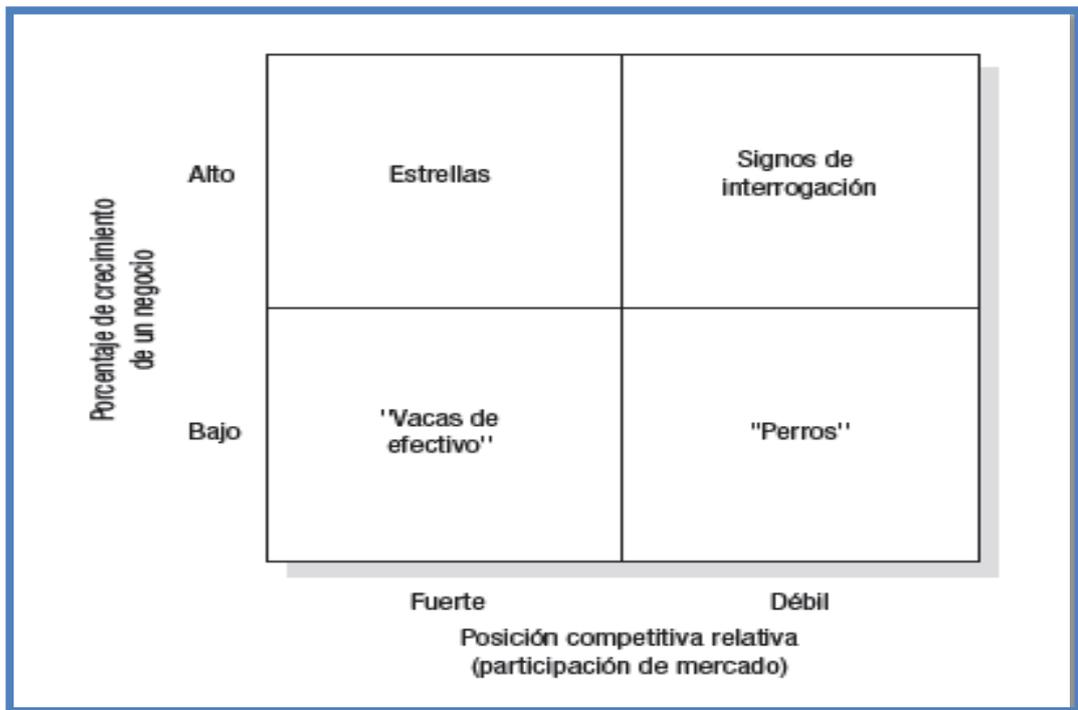 Porcentaje de crecimiento
de un negocio
Alto
Estrellas
Signos de
interrogación
Bajo
"Vacas de
efectivo"
"Perros"
Fuerte
Débil
Posición competitiva relativa
(participación de mercado)